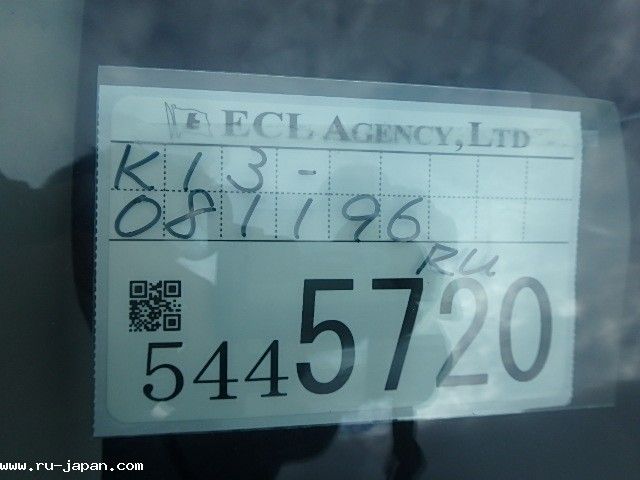 ECL AGENCY, LTD
K13-
081196
RU
5445720
www.ru-japan.com